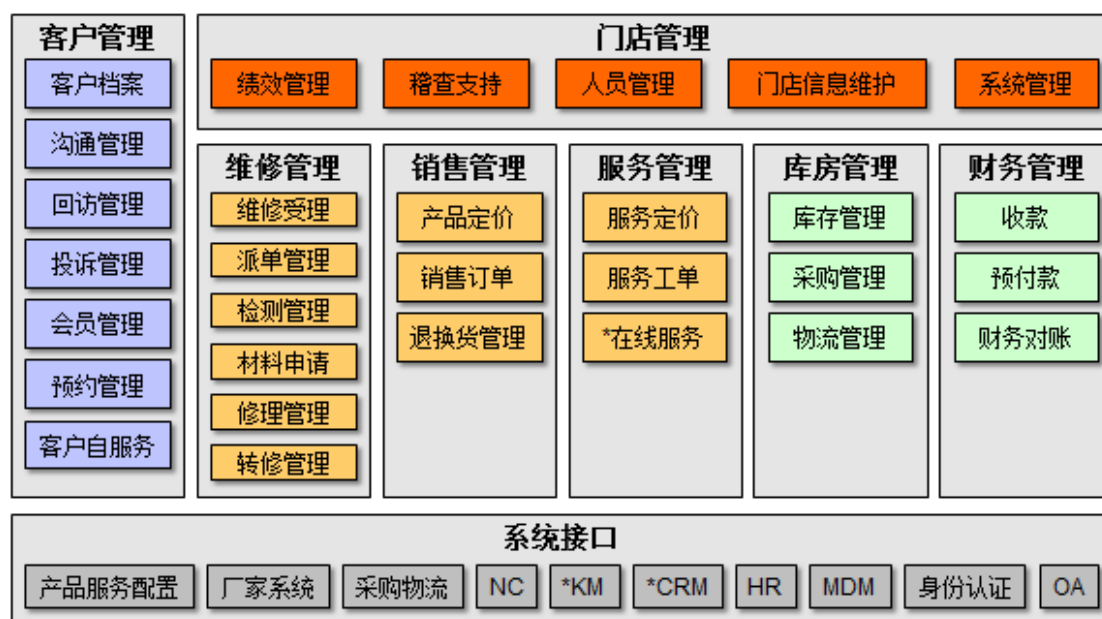 客户管理
客户档案
沟通管理
回访管理
投诉管理
会员管理
预约管理
客户自服务
门店管理
绩效管理
稽查支持
人员管理
门店信息维护
系统管理
维修管理
维修受理
派单管理
检测管理
材料申请
修理管理
转修管理
销售管理
产品定价
销售订单
退换货管理
服务管理
服务定价
服务工单
*在线服务
库房管理
库存管理
采购管理
物流管理
财务管理
收款
预付款
财务对账
系统接口
产品服务配置
厂家系统
采购物流
NC
*KM
*CRM
HR
MDM
身份认证
OA